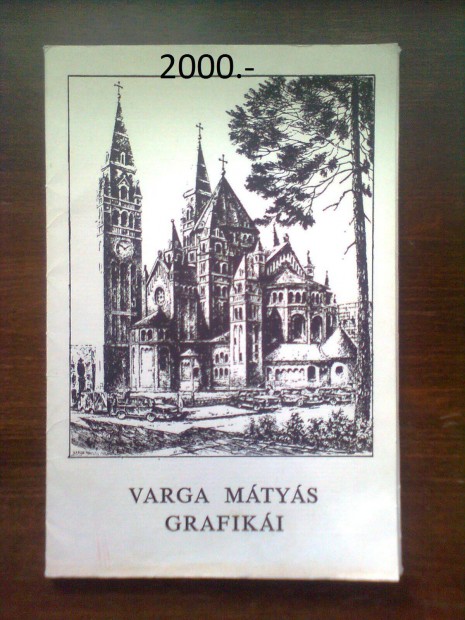 2000.-
VARGA MÁTYÁS
GRAFIKÁI